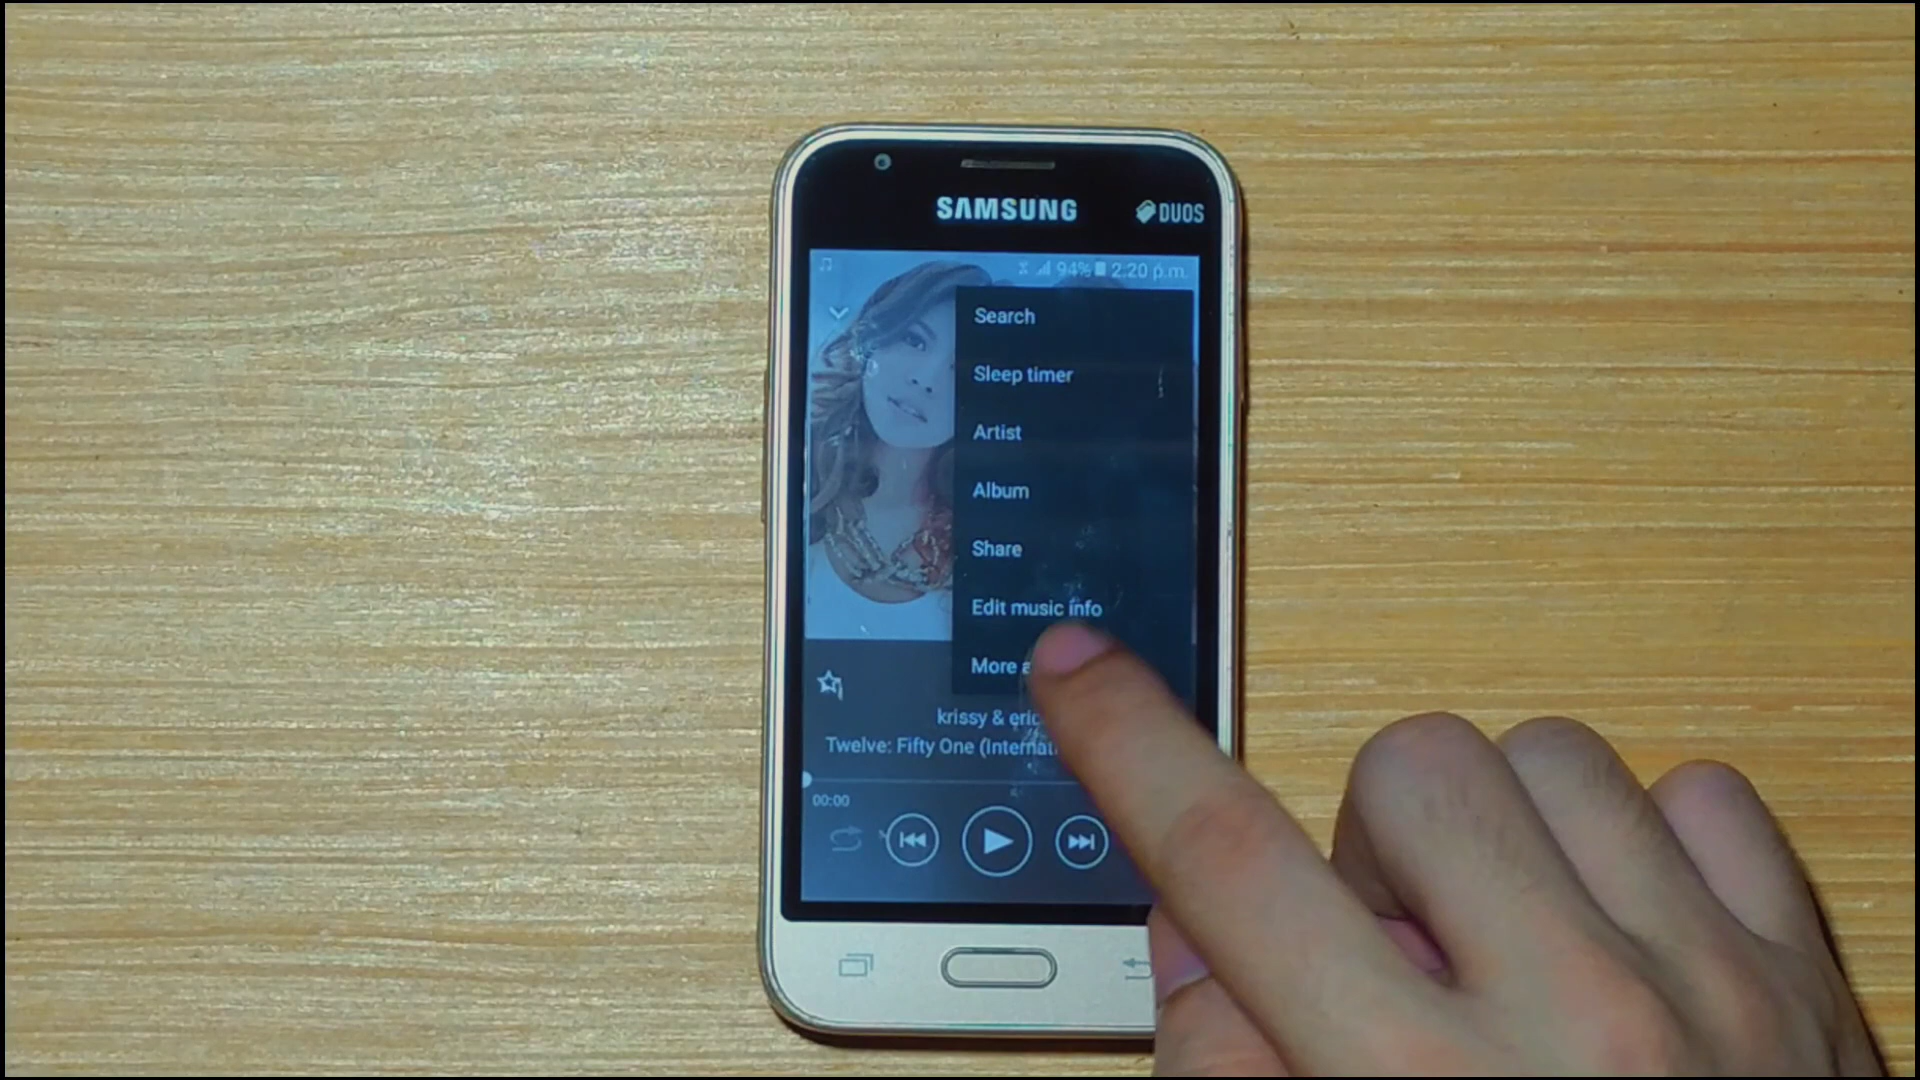 SAMSUNG
DUOS
94% 2:20 p.m.
Search
Sleep timer
Artist
Album
Share
Edit music info
More
krissy & eric
Twelve: Fifty One (Internati
00:00